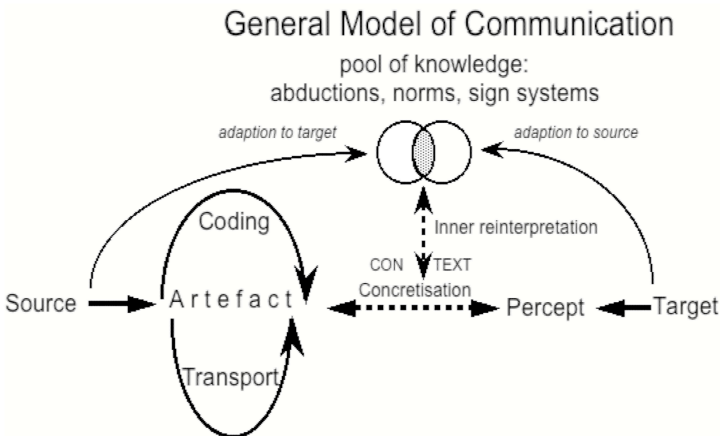 General Model of Communication
pool of knowledge:
abductions, norms, sign systems
adaption to target
adaption to source
Coding
Inner reinterpretation
CON TEXT
Concretisation
Source
Artefact
Percept
Target
Transport